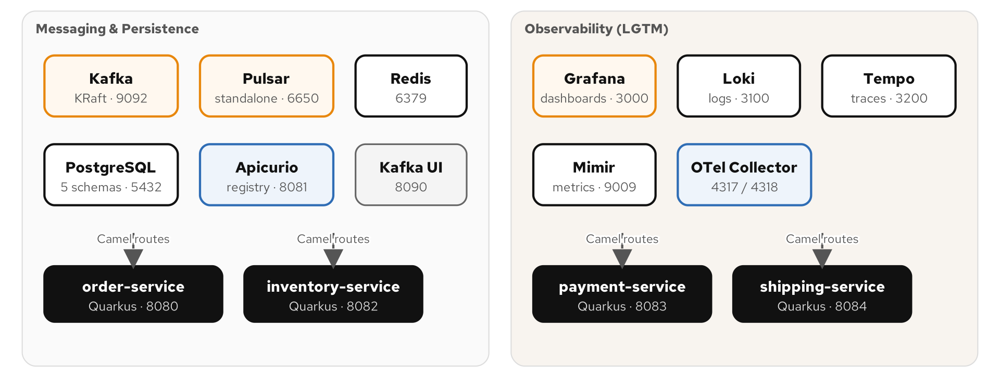 Messaging & Persistence
Kafka
KRaft · 9092
Pulsar
standalone · 6650
Redis
6379
PostgreSQL
5 schemas · 5432
Apicurio
registry · 8081
Kafka UI
8090
Camel routes
Camel routes
order-service
Quarkus · 8080
inventory-service
Quarkus · 8082
Observability (LGTM)
Grafana
dashboards · 3000
Loki
logs · 3100
Tempo
traces · 3200
Mimir
metrics · 9009
OTel Collector
4317 / 4318
Camel routes
Camel routes
payment-service
Quarkus · 8083
shipping-service
Quarkus · 8084